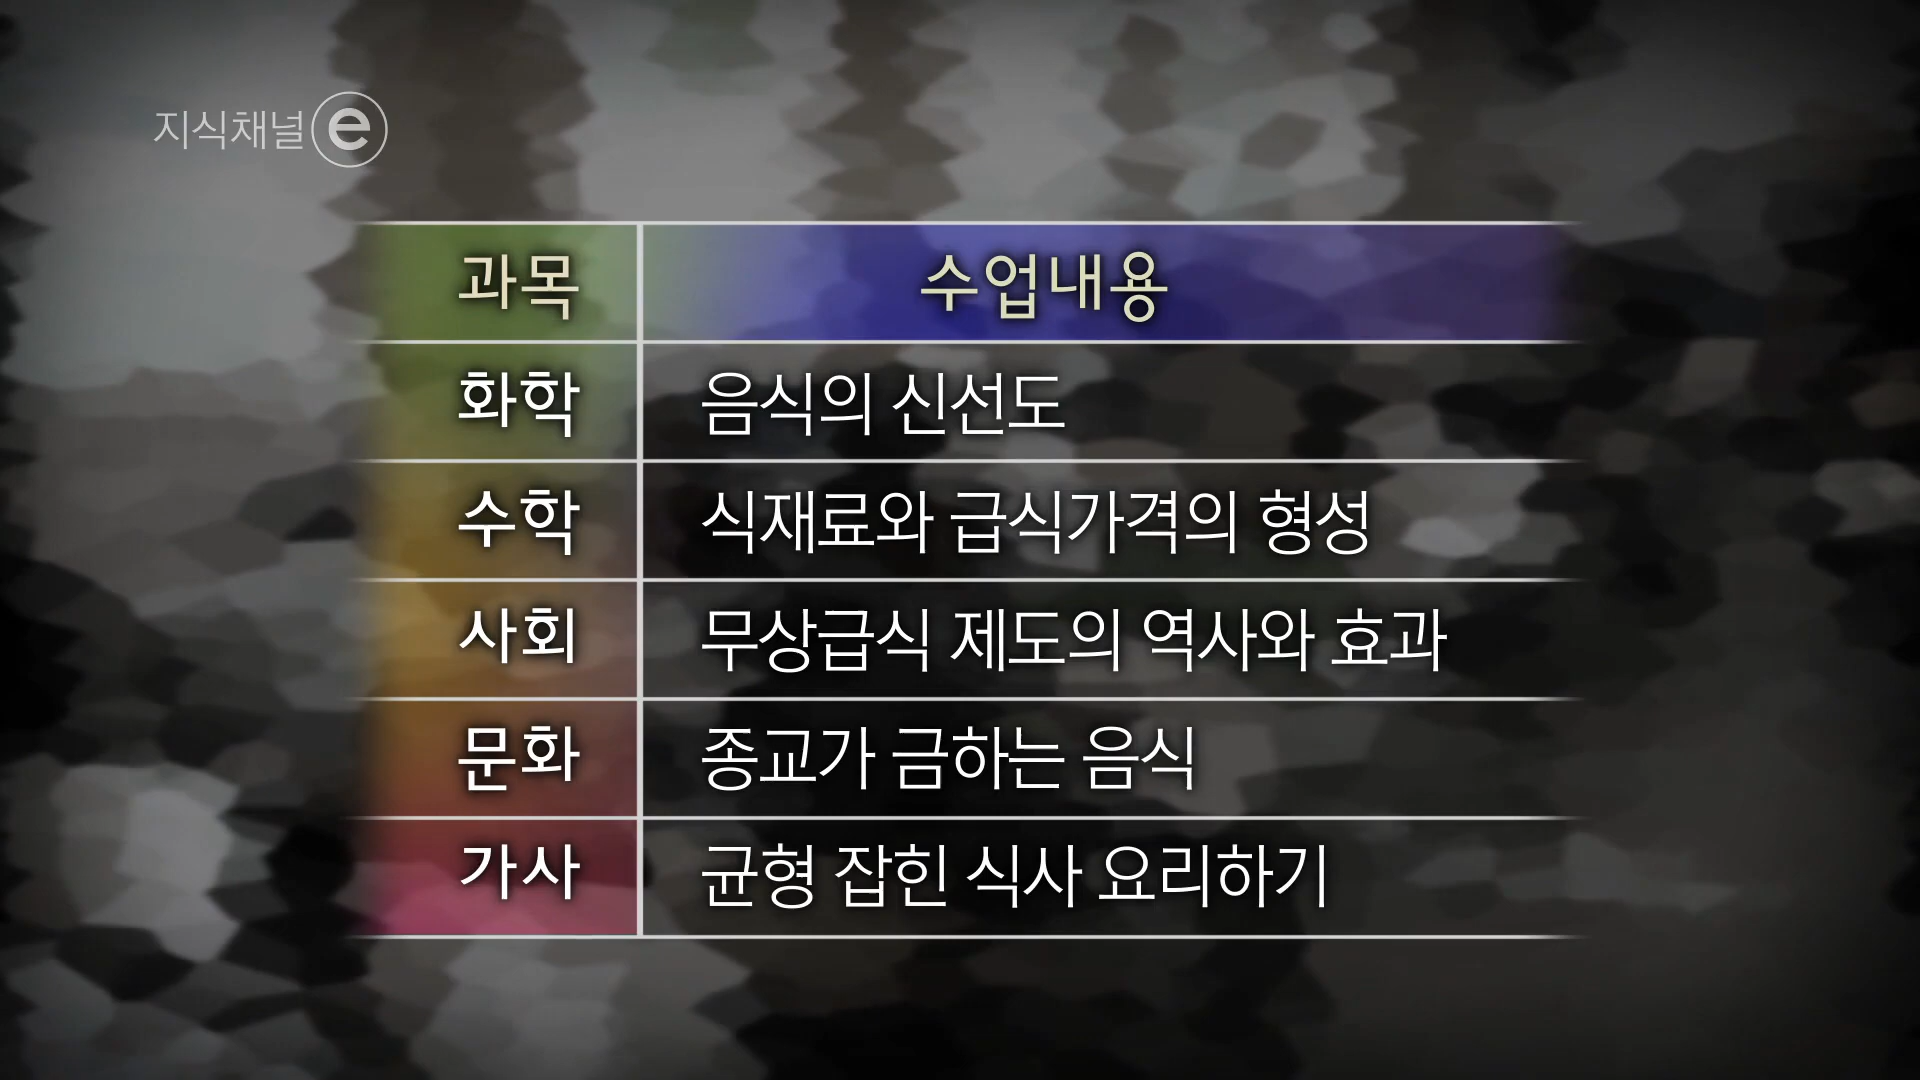 지식채널e
과목 수업내용
화학 음식의 신선도
수학 식재료와 급식가격의 형성
사회 무상급식 제도의 역사와 효과
문화 종교가 금하는 음식
가사 균형 잡힌 식사 요리하기